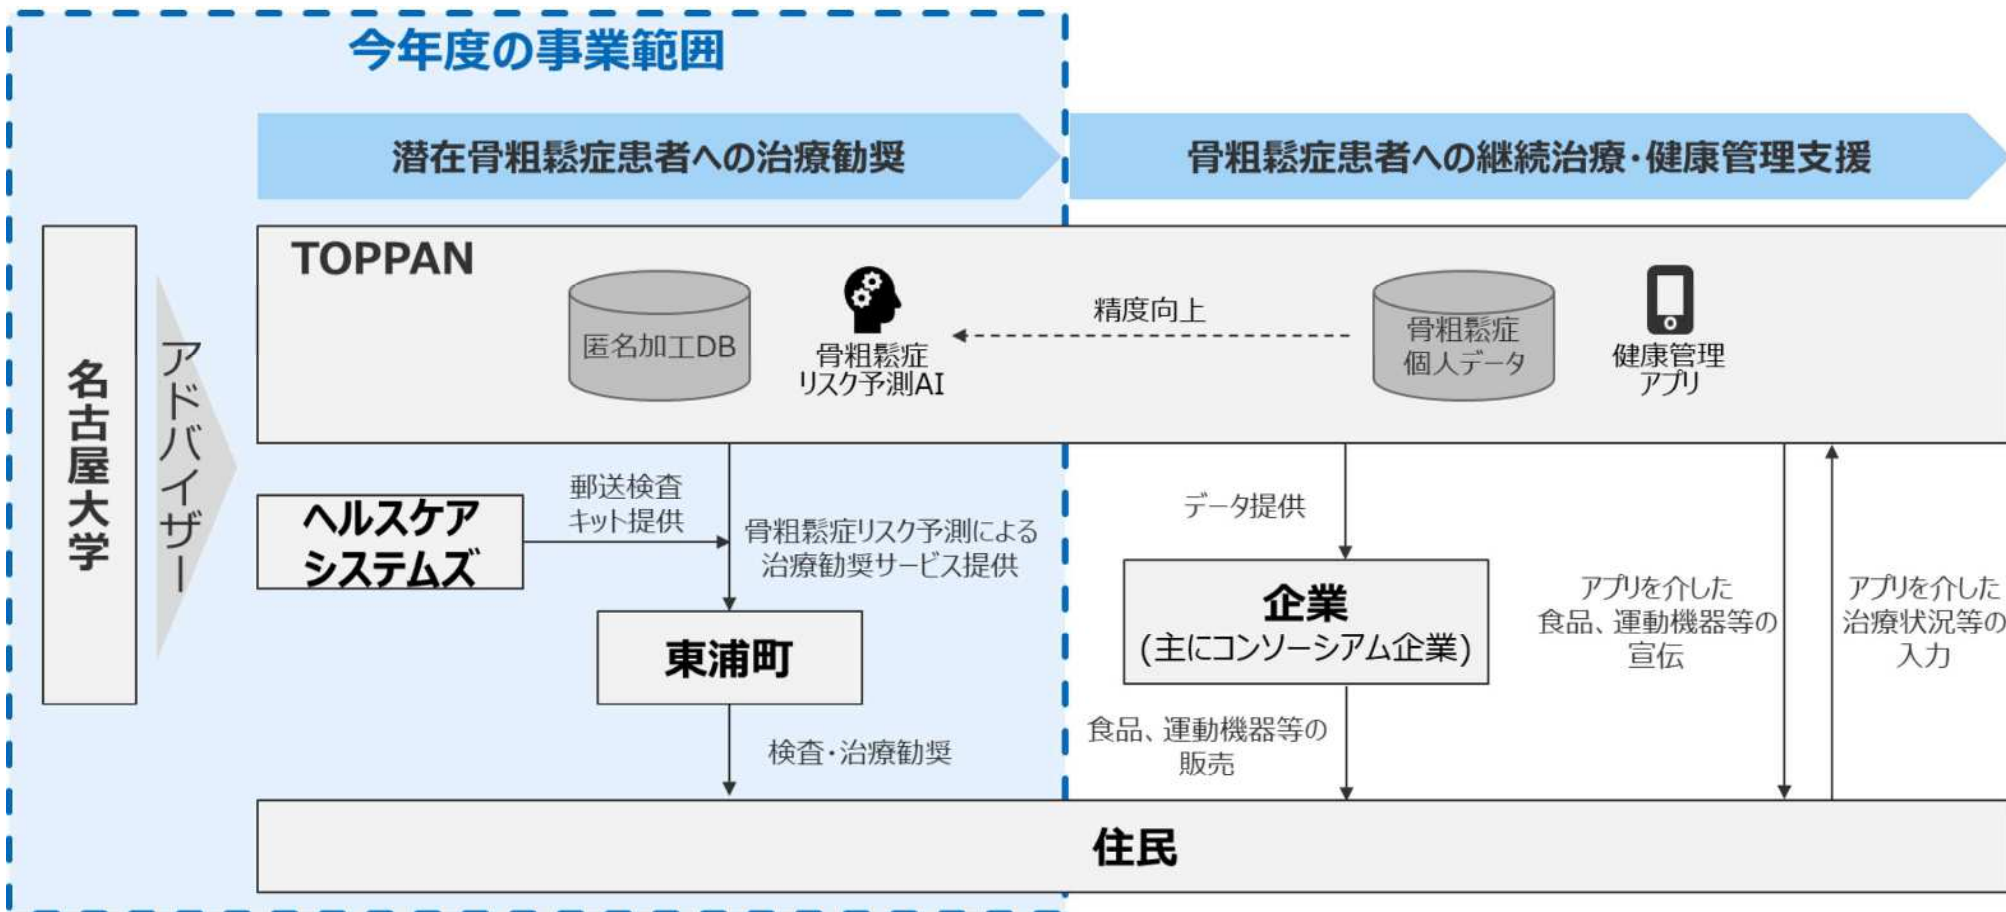 今年度の事業範囲
潜在骨粗鬆症患者への治療勧奨
骨粗鬆症患者への継続治療・健康管理支援
名古屋大学
アドバイザー
TOPPAN
匿名加工DB
骨粗鬆症
リスク予測AI
精度向上
骨粗鬆症
個人データ
健康管理
アプリ
ヘルスケア
システムズ
郵送検査
キット提供
骨粗鬆症リスク予測による
治療勧奨サービス提供
東浦町
検査・治療勧奨
データ提供
企業
(主にコンソーシアム企業)
食品、運動機器等の
販売
アプリを介した
食品、運動機器等の
宣伝
アプリを介した
治療状況等の
入力
住民